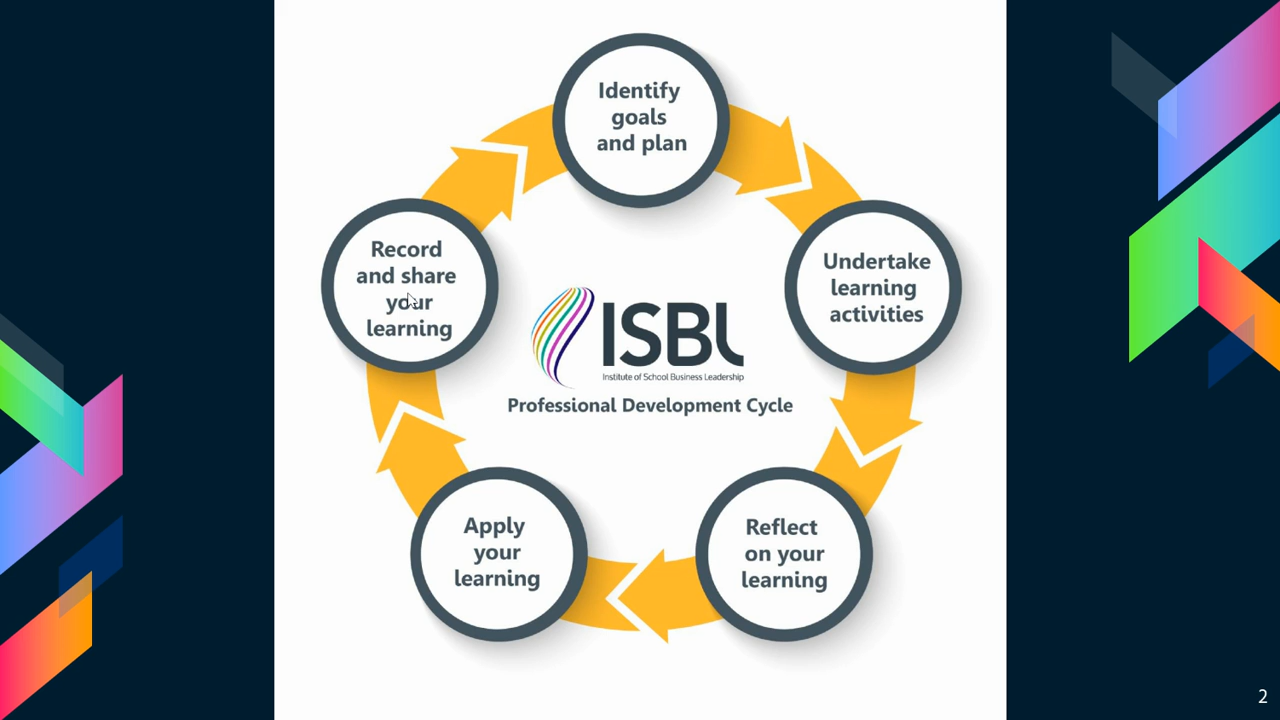 Identify
goals
and plan
Undertake
learning
activities
Reflect
on your
learning
Apply
your
learning
Record
and share
your
learning
ISBL
Institute of School Business Leadership
Professional Development Cycle
2